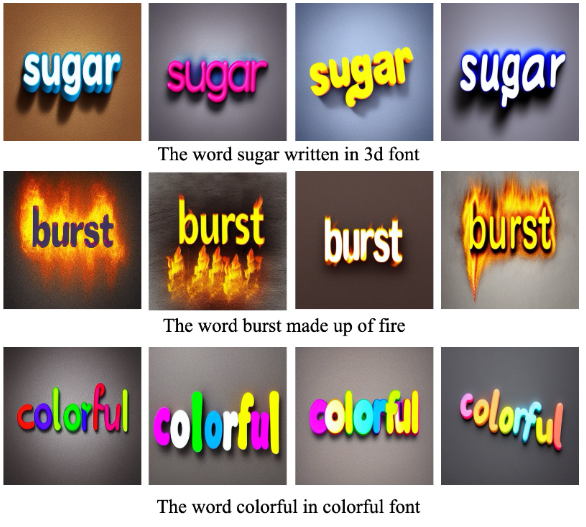 sugar sugar sugar sugar
The word sugar written in 3d font
burst burst burst burst
The word burst made up of fire
colorful colorful colorful colorful
The word colorful in colorful font